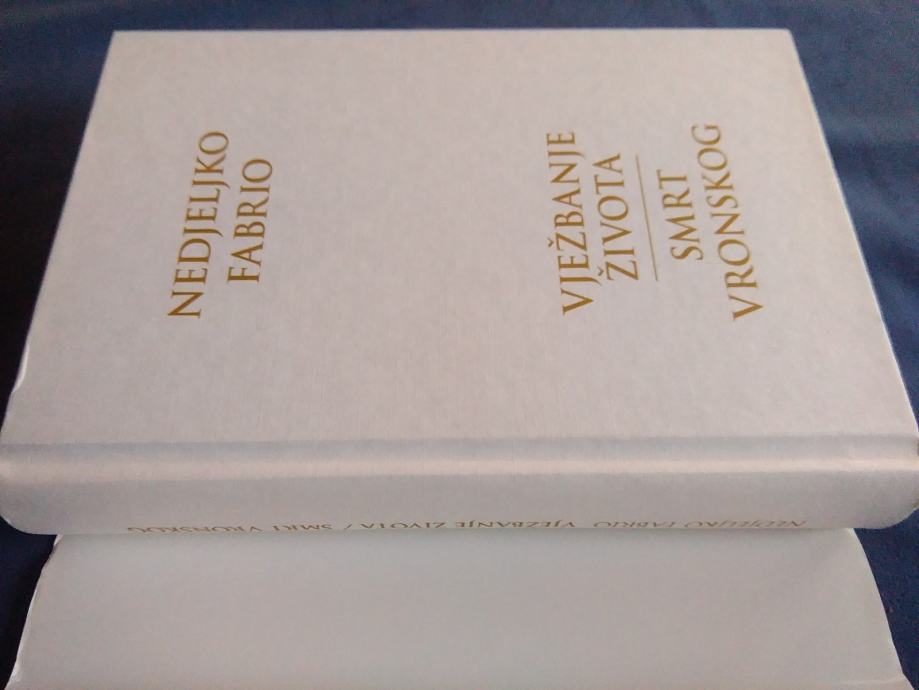 NEDJELJKO
FABRIO
VJEŽBANJE
ŽIVOTA
SMRT
VRONSKOG
NEDJELJKO FABRIO VJEŽBANJE ŽIVOTA / SMRT VRONSKOG